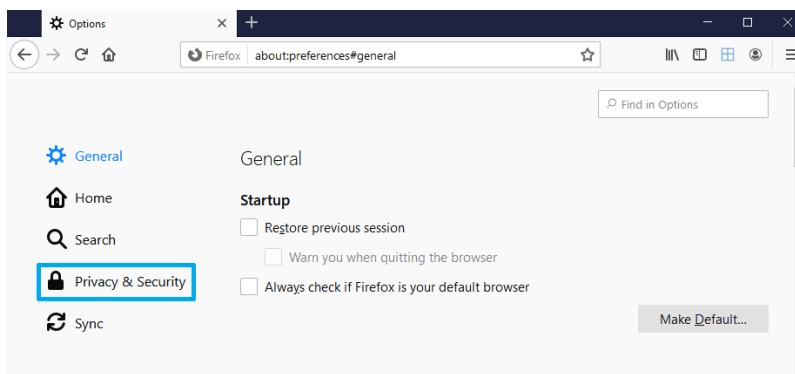 Options
Firefox about:preferences#general
Find in Options
General
Home
Search
Privacy & Security
Sync
General
Startup
Restore previous session
Warn you when quitting the browser
Always check if Firefox is your default browser
Make Default...